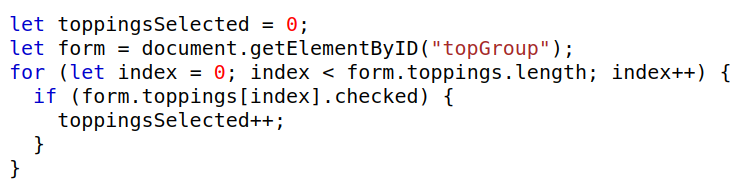 let toppingsSelected = 0;
let form = document.getElementByID("topGroup");
for (let index = 0; index < form.toppings.length; index++) {
  if (form.toppings[index].checked) {
    toppingsSelected++;
  }
}